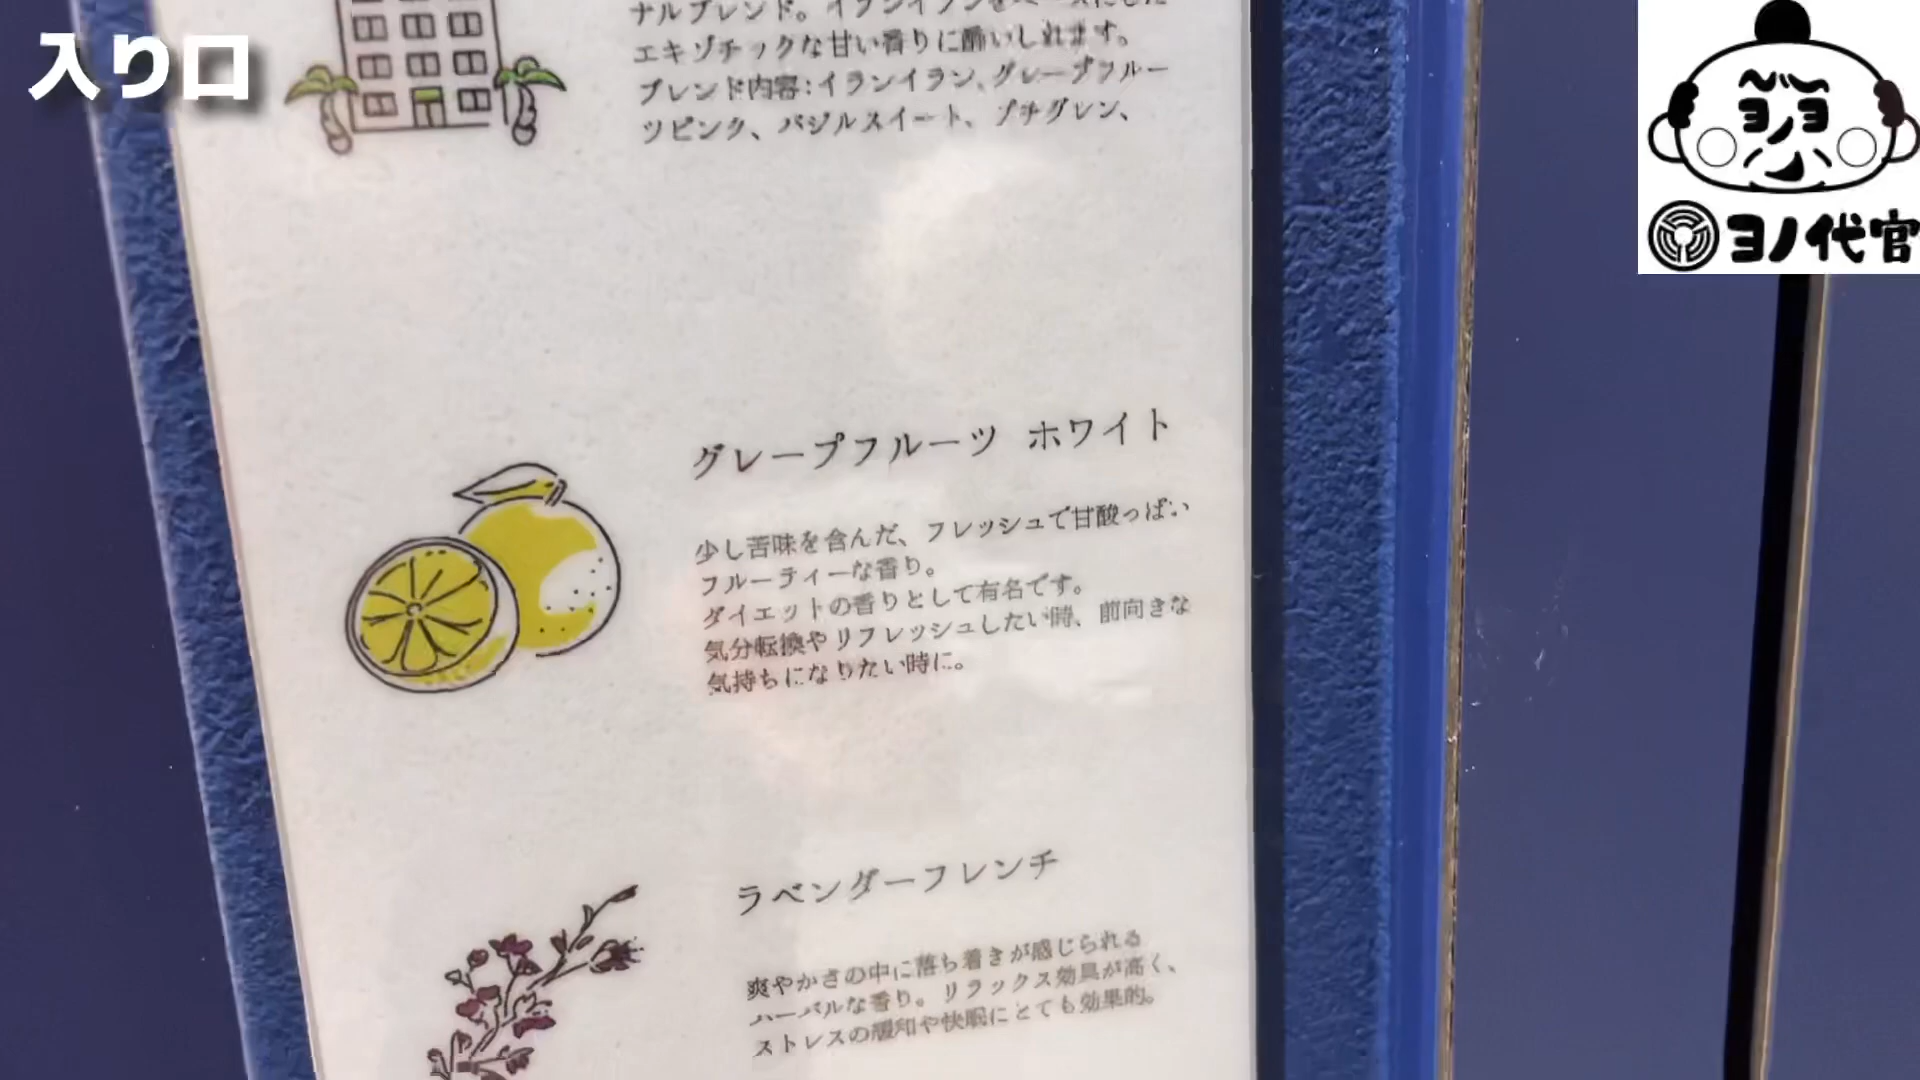 入り口
ナルブレンド。イランイランをベースにした
エキゾチックな甘い香りに酔いしれます。
ブレンド内容：イランイラン、グレープフルー
ツピンク、バジルスイート、プチグレン、
グレープフルーツ ホワイト
少し苦味を含んだ、フレッシュで甘酸っぱい
フルーティーな香り。
ダイエットの香りとして有名です。
気分転換やリフレッシュしたい時、前向きな
気持ちになりたい時に。
ラベンダーフレンチ
爽やかさの中に落ち着きが感じられる
ハーバルな香り。リラックス効果が高く、
ストレスの緩和や快眠にとても効果的。
ヨノ代官